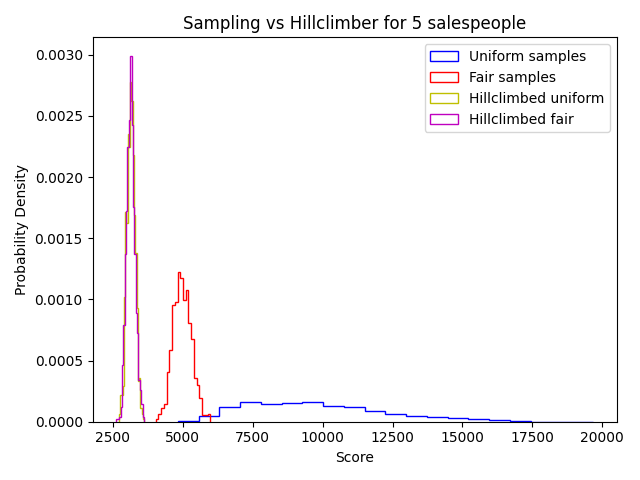 Sampling vs Hillclimber for 5 salespeople
Uniform samples
Fair samples
Hillclimbed uniform
Hillclimbed fair
Probability Density
0.0030
0.0025
0.0020
0.0015
0.0010
0.0005
0.0000
2500 5000 7500 10000 12500 15000 17500 20000
Score